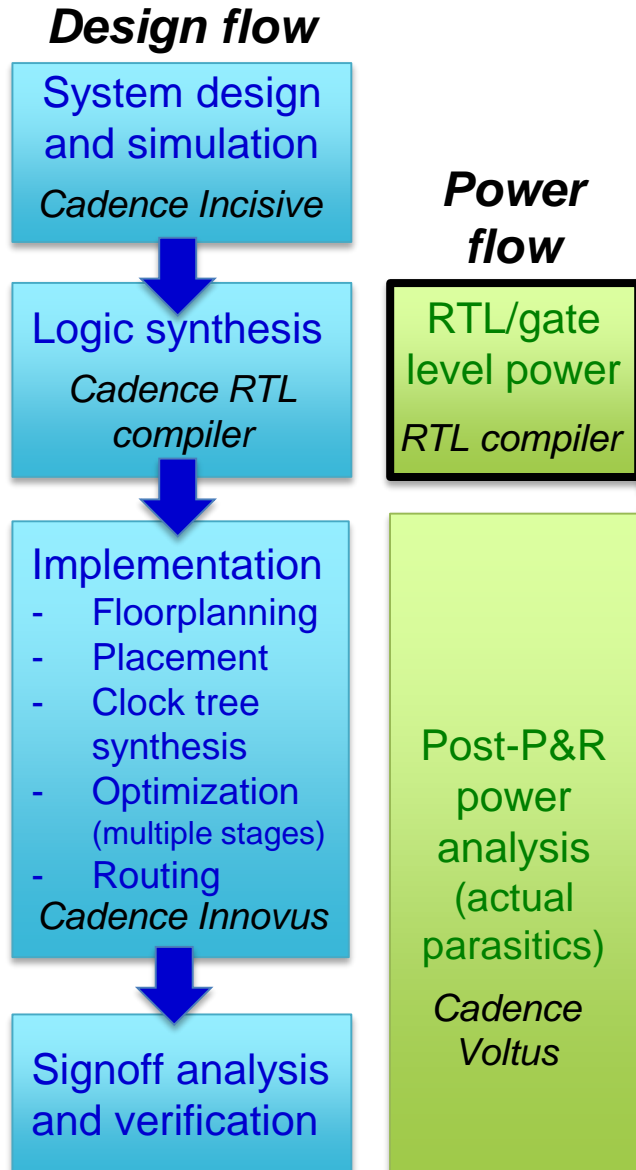 Design flow
System design
and simulation
Cadence Incisive
Logic synthesis
Cadence RTL
compiler
Implementation
- Floorplanning
- Placement
- Clock tree
synthesis
- Optimization
(multiple stages)
- Routing
Cadence Innovus
Signoff analysis
and verification
Power
flow
RTL/gate
level power
RTL compiler
Post-P&R
power
analysis
(actual
parasitics)
Cadence
Voltus